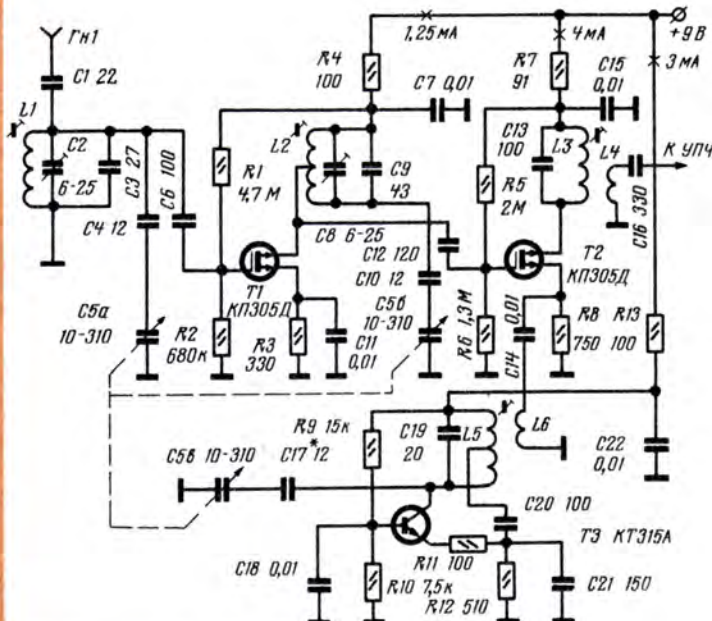 Гн1
C1 22
L1
C2
6-25
C3 27
C6 100
C4 12
C5а
10-310
R1
4,7 М
R2
680к
T1
КП305Д
R3
330
C11
0,01
R4
100
1,25 мА
C7 0,01
L2
C9
43
C8 6-25
C12 120
C10 12
C5б
10-310
4 мА
R7
91
C15
0,01
+9 В
3 мА
C13
100
L3
L4
К УПЧ
C16 330
R5
2М
R6 1,3 М
T2
КП305Д
0,01
C14
R8
750
R13
100
L6
C22
0,01
R9 15к
C19
20
L5
C5в 10-310
C17* 12
C20 100
T3 КТ315А
C18 0,01
R10 7,5к
R11
100
R12 510
C21 150